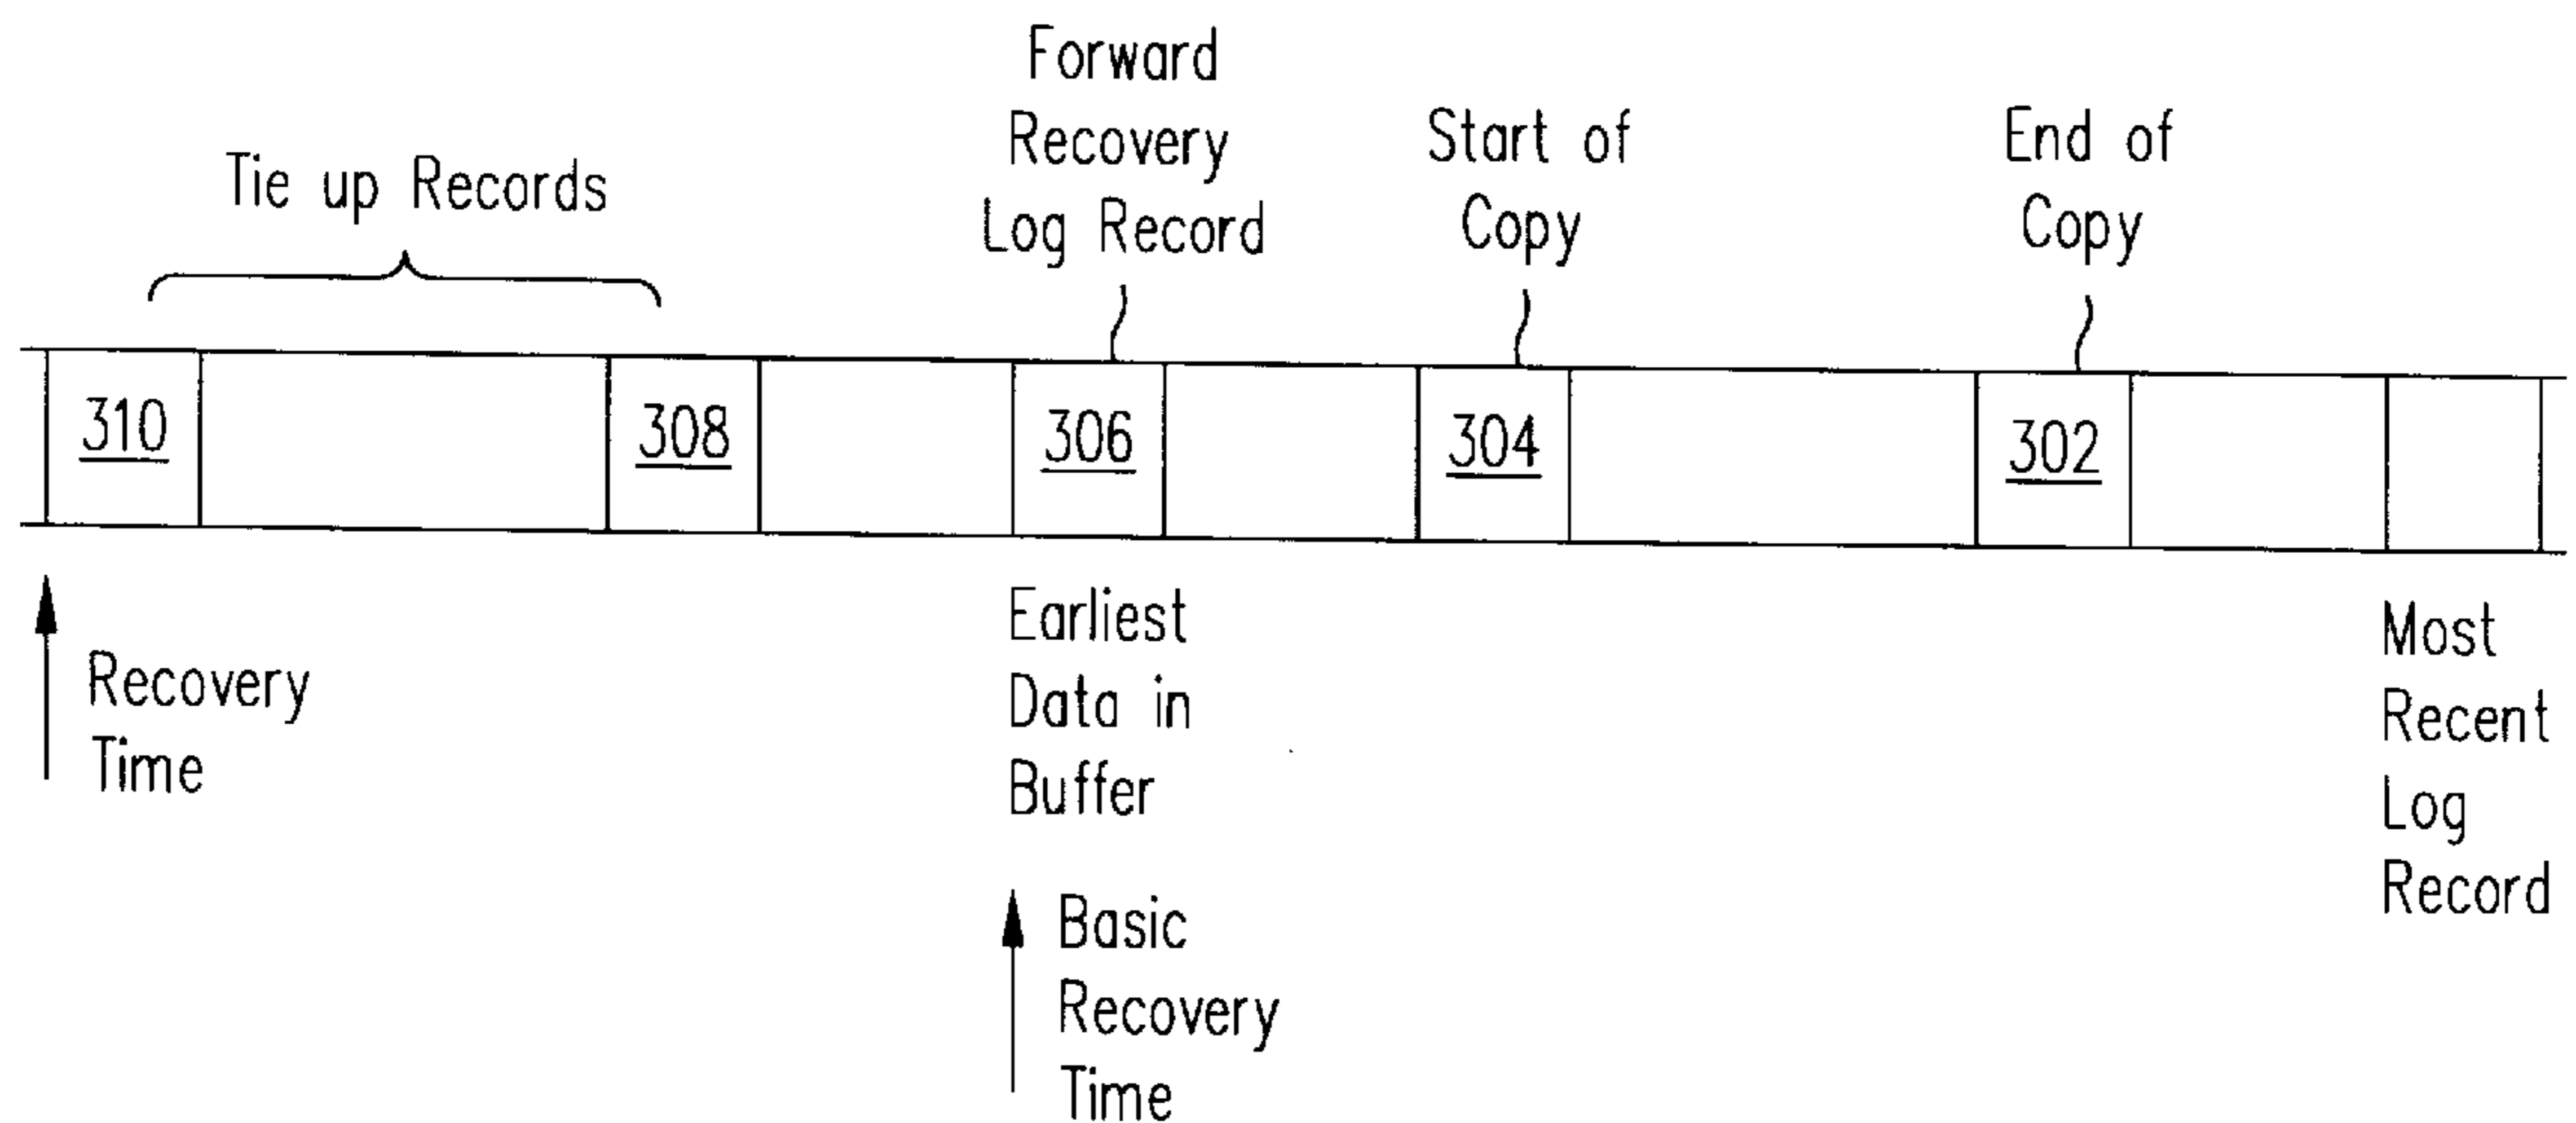 Forward
Recovery
Log Record
Start of
Copy
End of
Copy
Tie up Records
310
308
306
304
302
Recovery
Time
Earliest
Data in
Buffer
Basic
Recovery
Time
Most
Recent
Log
Record